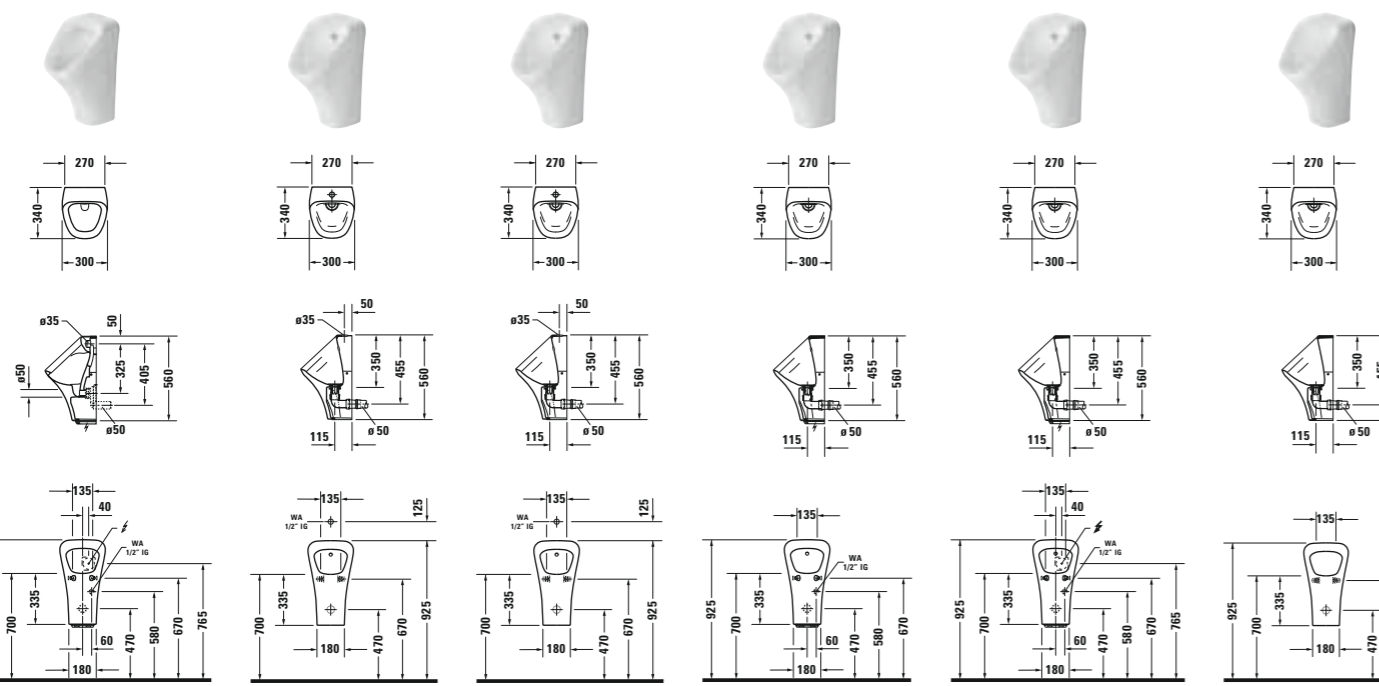 270 270 270 270 270 270
340 340 340 340 340 340
300 300 300 300 300 300
ø35 50 ø35 50 ø35 50
ø50 325 405 560 350 455 560 350 455 560 350 455 560 350 455 560 350
ø50 ø 50 ø 50 ø 50 ø 50 ø 50
115 115 115 115 115
135 135 135 135 135 135
40 125 125 40
WA
1/2" IG
WA
1/2" IG
WA
1/2" IG
WA
1/2" IG
WA
1/2" IG
700 335 470 580 670 765
700 335 470 670 925
700 335 470 670 925
925 700 335 470 580 670
925 700 335 470 580 670 765
925 700 335 470
60 60 60
180 180 180 180 180 180